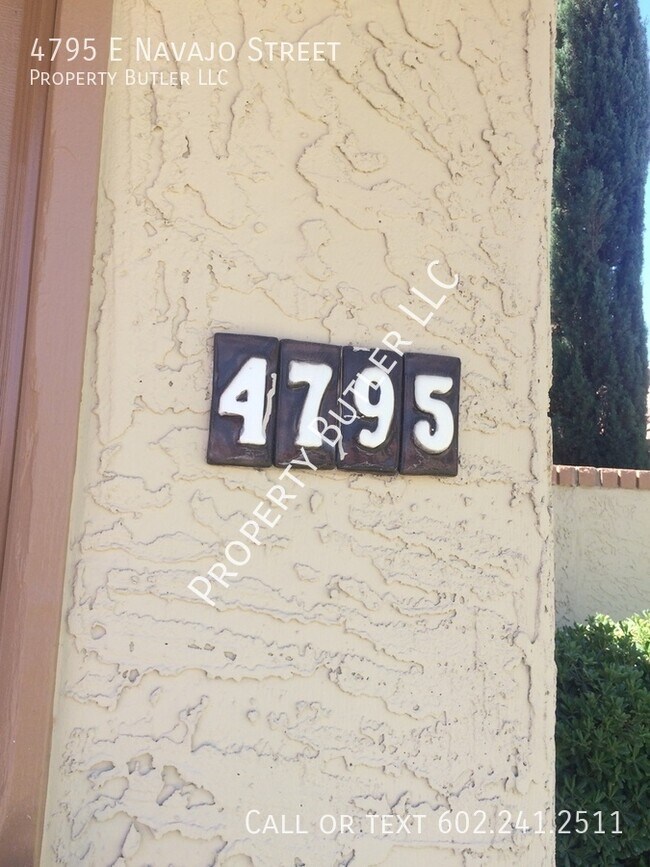 4795 E Navajo Street
Property Butler LLC
4795
Property Butler LLC
Call or text 602.241.2511